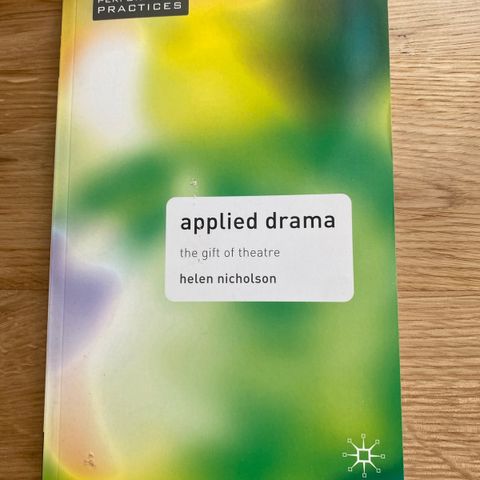 PRACTICES
applied drama
the gift of theatre
helen nicholson